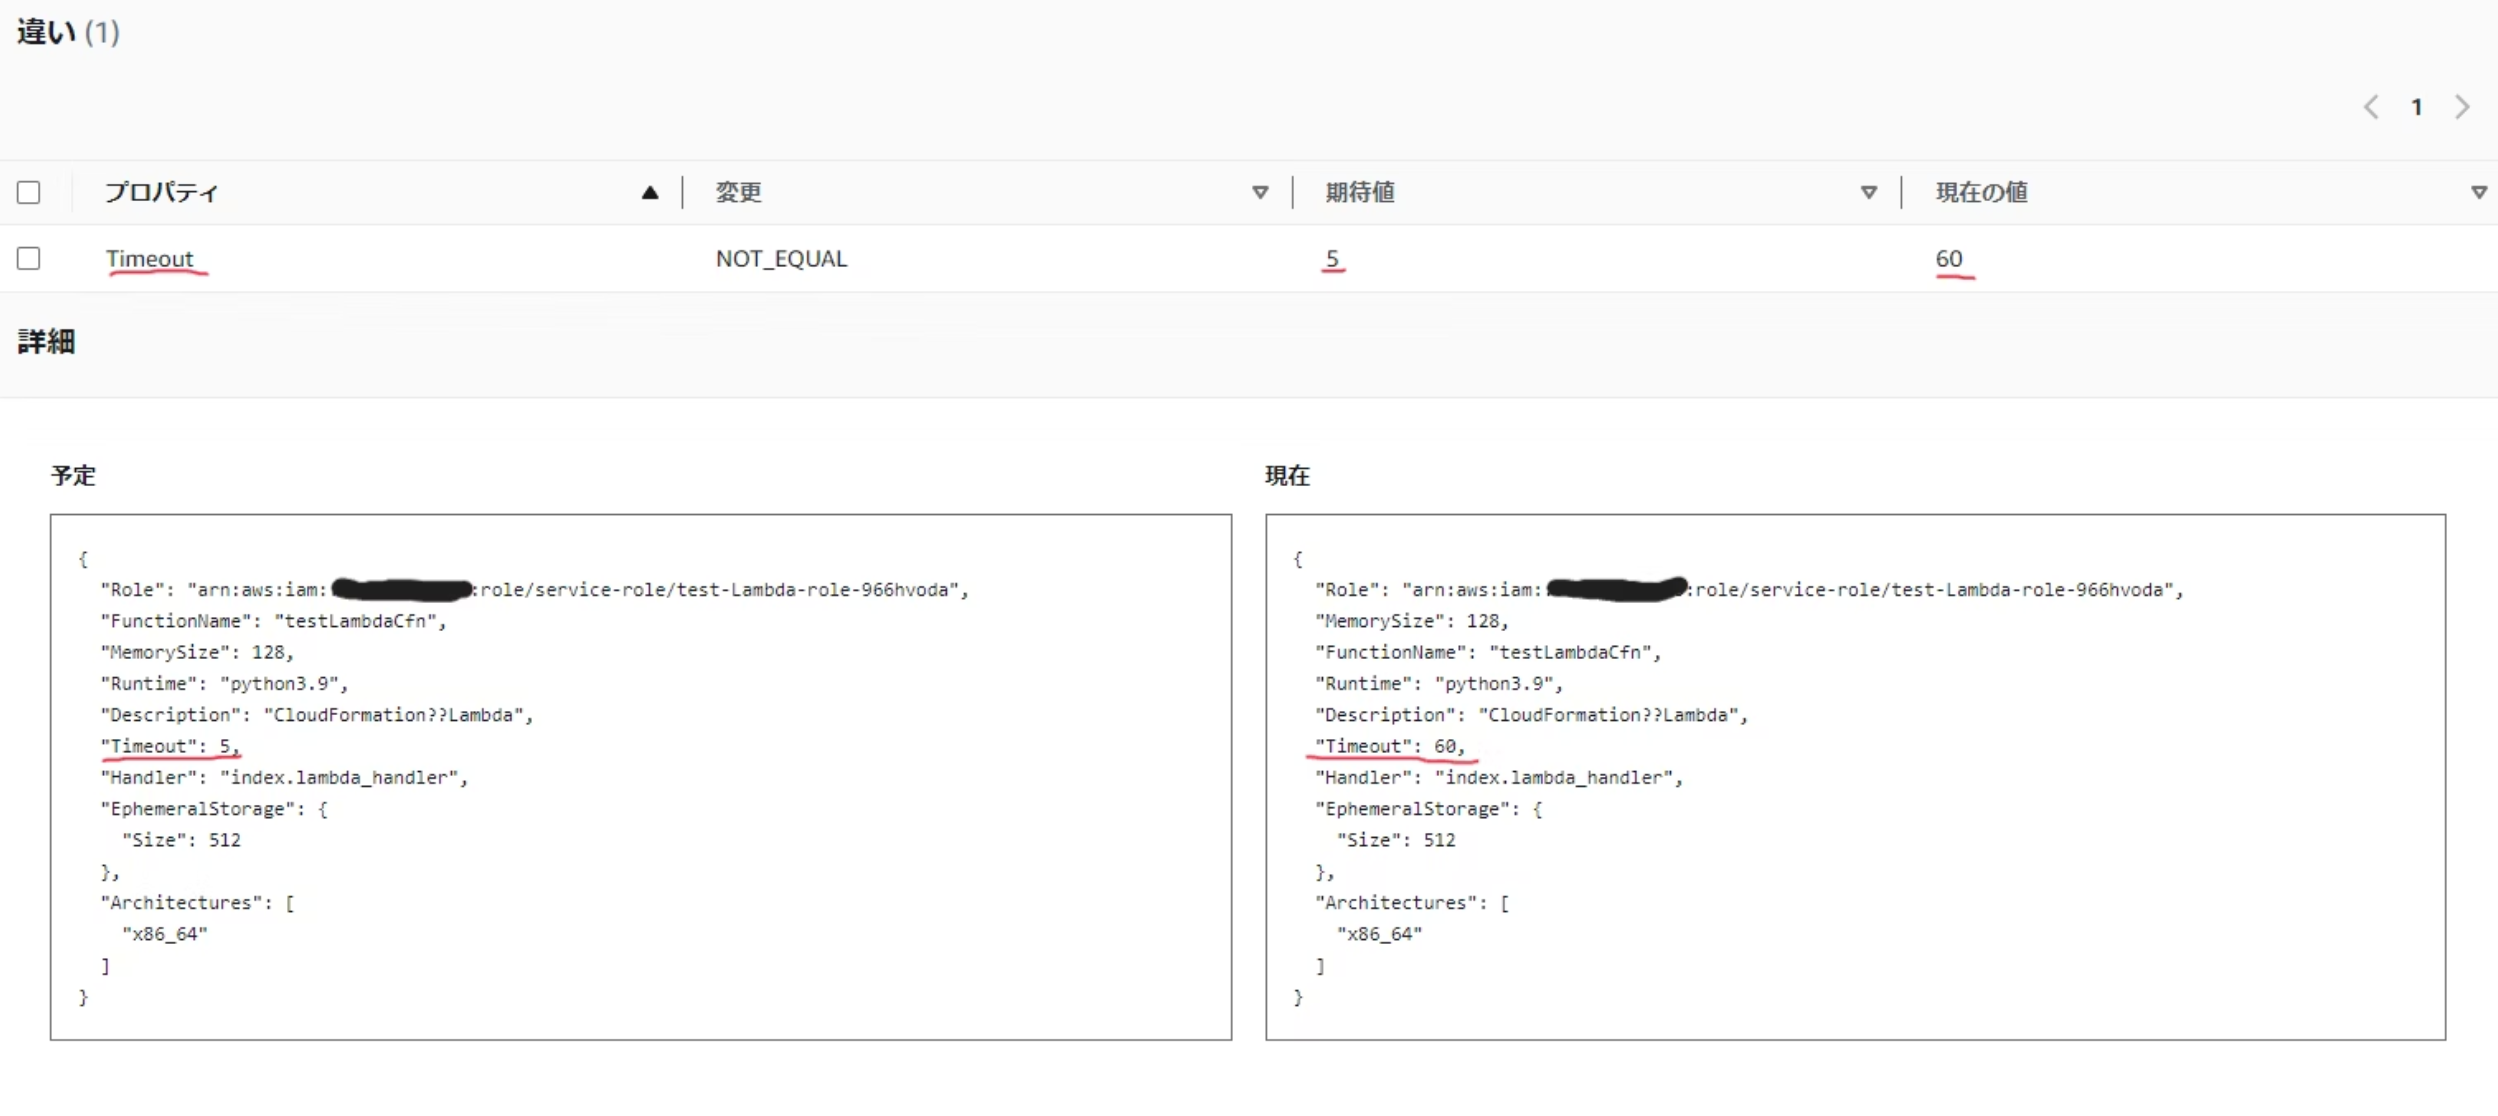 違い (1)
1
プロパティ 変更 期待値 現在の値
Timeout NOT_EQUAL 5 60
詳細
予定
{
"Role": "arn:aws:iam: :role/service-role/test-Lambda-role-966hvoda",
"FunctionName": "testLambdaCfn",
"MemorySize": 128,
"Runtime": "python3.9",
"Description": "CloudFormation??Lambda",
"Timeout": 5,
"Handler": "index.lambda_handler",
"EphemeralStorage": {
"Size": 512
},
"Architectures": [
"x86_64"
]
}
現在
{
"Role": "arn:aws:iam: :role/service-role/test-Lambda-role-966hvoda",
"MemorySize": 128,
"FunctionName": "testLambdaCfn",
"Runtime": "python3.9",
"Description": "CloudFormation??Lambda",
"Timeout": 60,
"Handler": "index.lambda_handler",
"EphemeralStorage": {
"Size": 512
},
"Architectures": [
"x86_64"
]
}